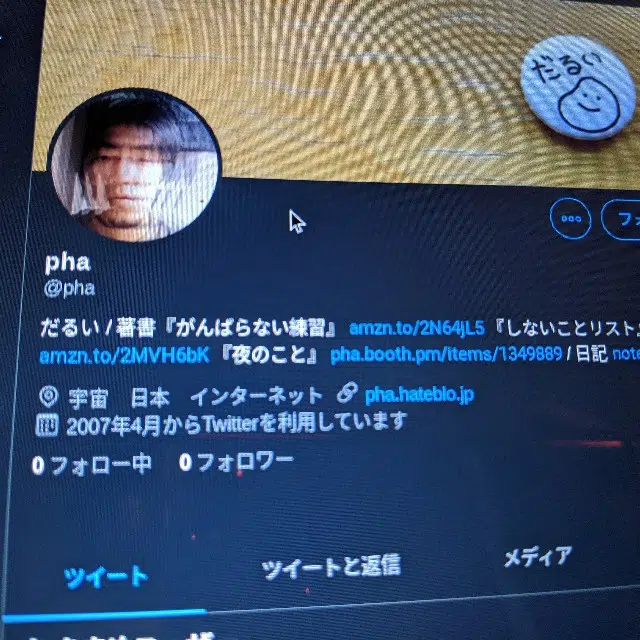 だるい
pha
@pha
だるい / 著書『がんばらない練習』 amzn.to/2N64jL5 『しないことリスト』
amzn.to/2MVH6bK 『夜のこと』 pha.booth.pm/items/1349889 / 日記 note
宇宙 日本 インターネット pha.hateblo.jp
2007年4月からTwitterを利用しています
0 フォロー中 0 フォロワー
ツイート ツイートと返信 メディア